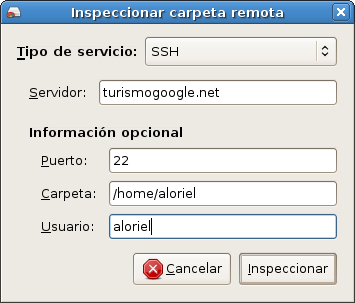 Inspeccionar carpeta remota
Tipo de servicio: SSH
Servidor: turismogoogle.net
Información opcional
Puerto: 22
Carpeta: /home/aloriel
Usuario: aloriel
Cancelar Inspeccionar